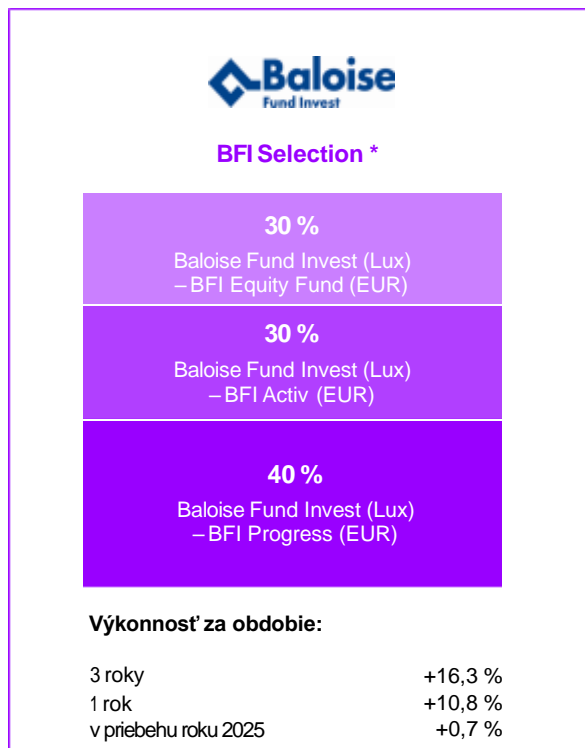 Baloise
Fund Invest
BFI Selection *
30 %
Baloise Fund Invest (Lux)
– BFI Equity Fund (EUR)
30 %
Baloise Fund Invest (Lux)
– BFI Activ (EUR)
40 %
Baloise Fund Invest (Lux)
– BFI Progress (EUR)
Výkonnosť za obdobie:
3 roky +16,3 %
1 rok +10,8 %
v priebehu roku 2025 +0,7 %